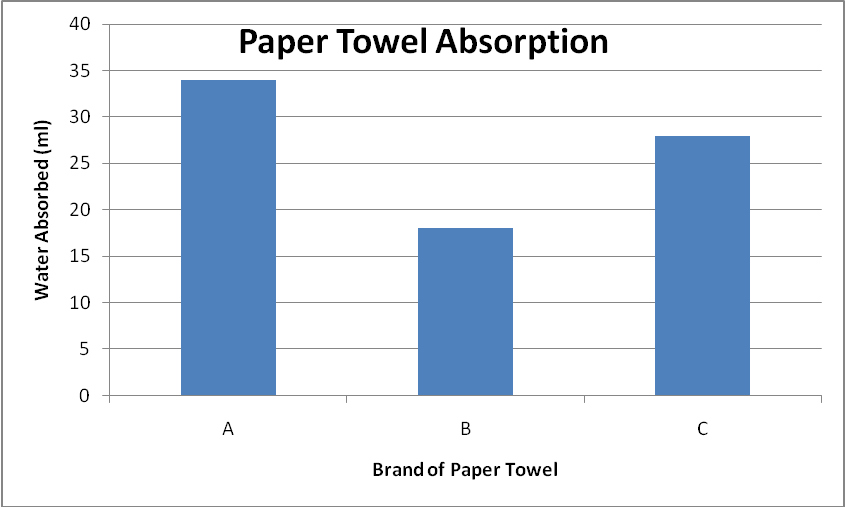 Paper Towel Absorption
40
35
30
25
20
15
10
5
0
Water Absorbed (ml)
A B C
Brand of Paper Towel